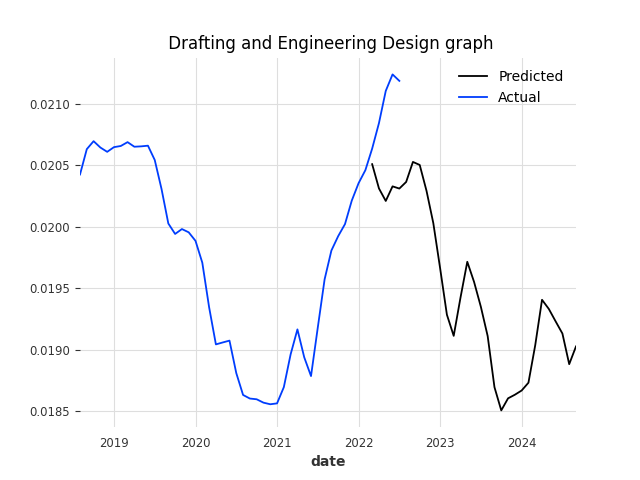 Drafting and Engineering Design graph
Predicted
Actual
0.0210
0.0205
0.0200
0.0195
0.0190
0.0185
2019 2020 2021 2022 2023 2024
date